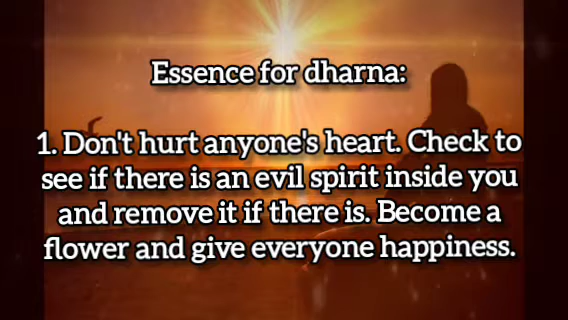 Essence for dharna:
1. Don't hurt anyone's heart. Check to
see if there is an evil spirit inside you
and remove it if there is. Become a
flower and give everyone happiness.